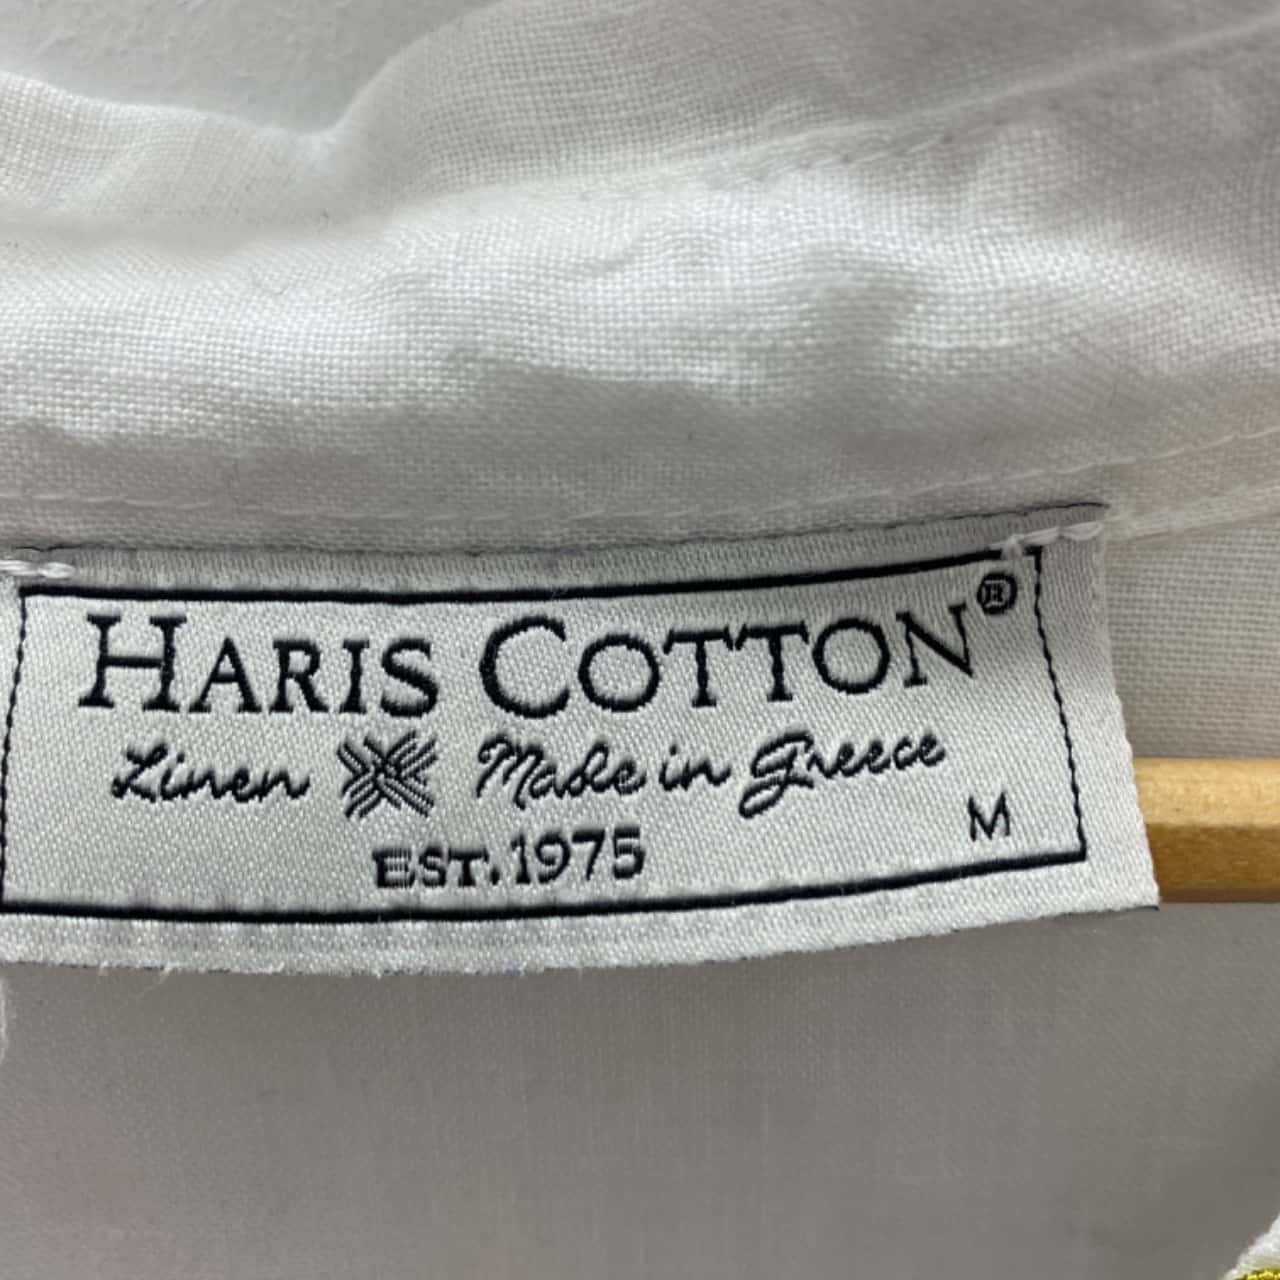 HARIS COTTON®
Linen Made in Greece
EST. 1975
M